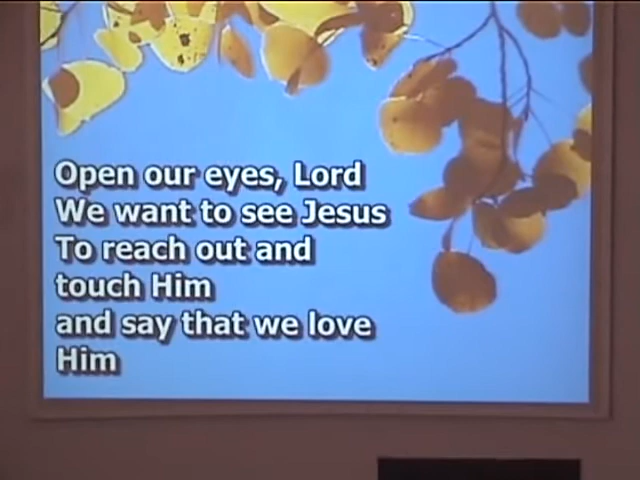 Open our eyes, Lord
We want to see Jesus
To reach out and
touch Him
and say that we love
Him